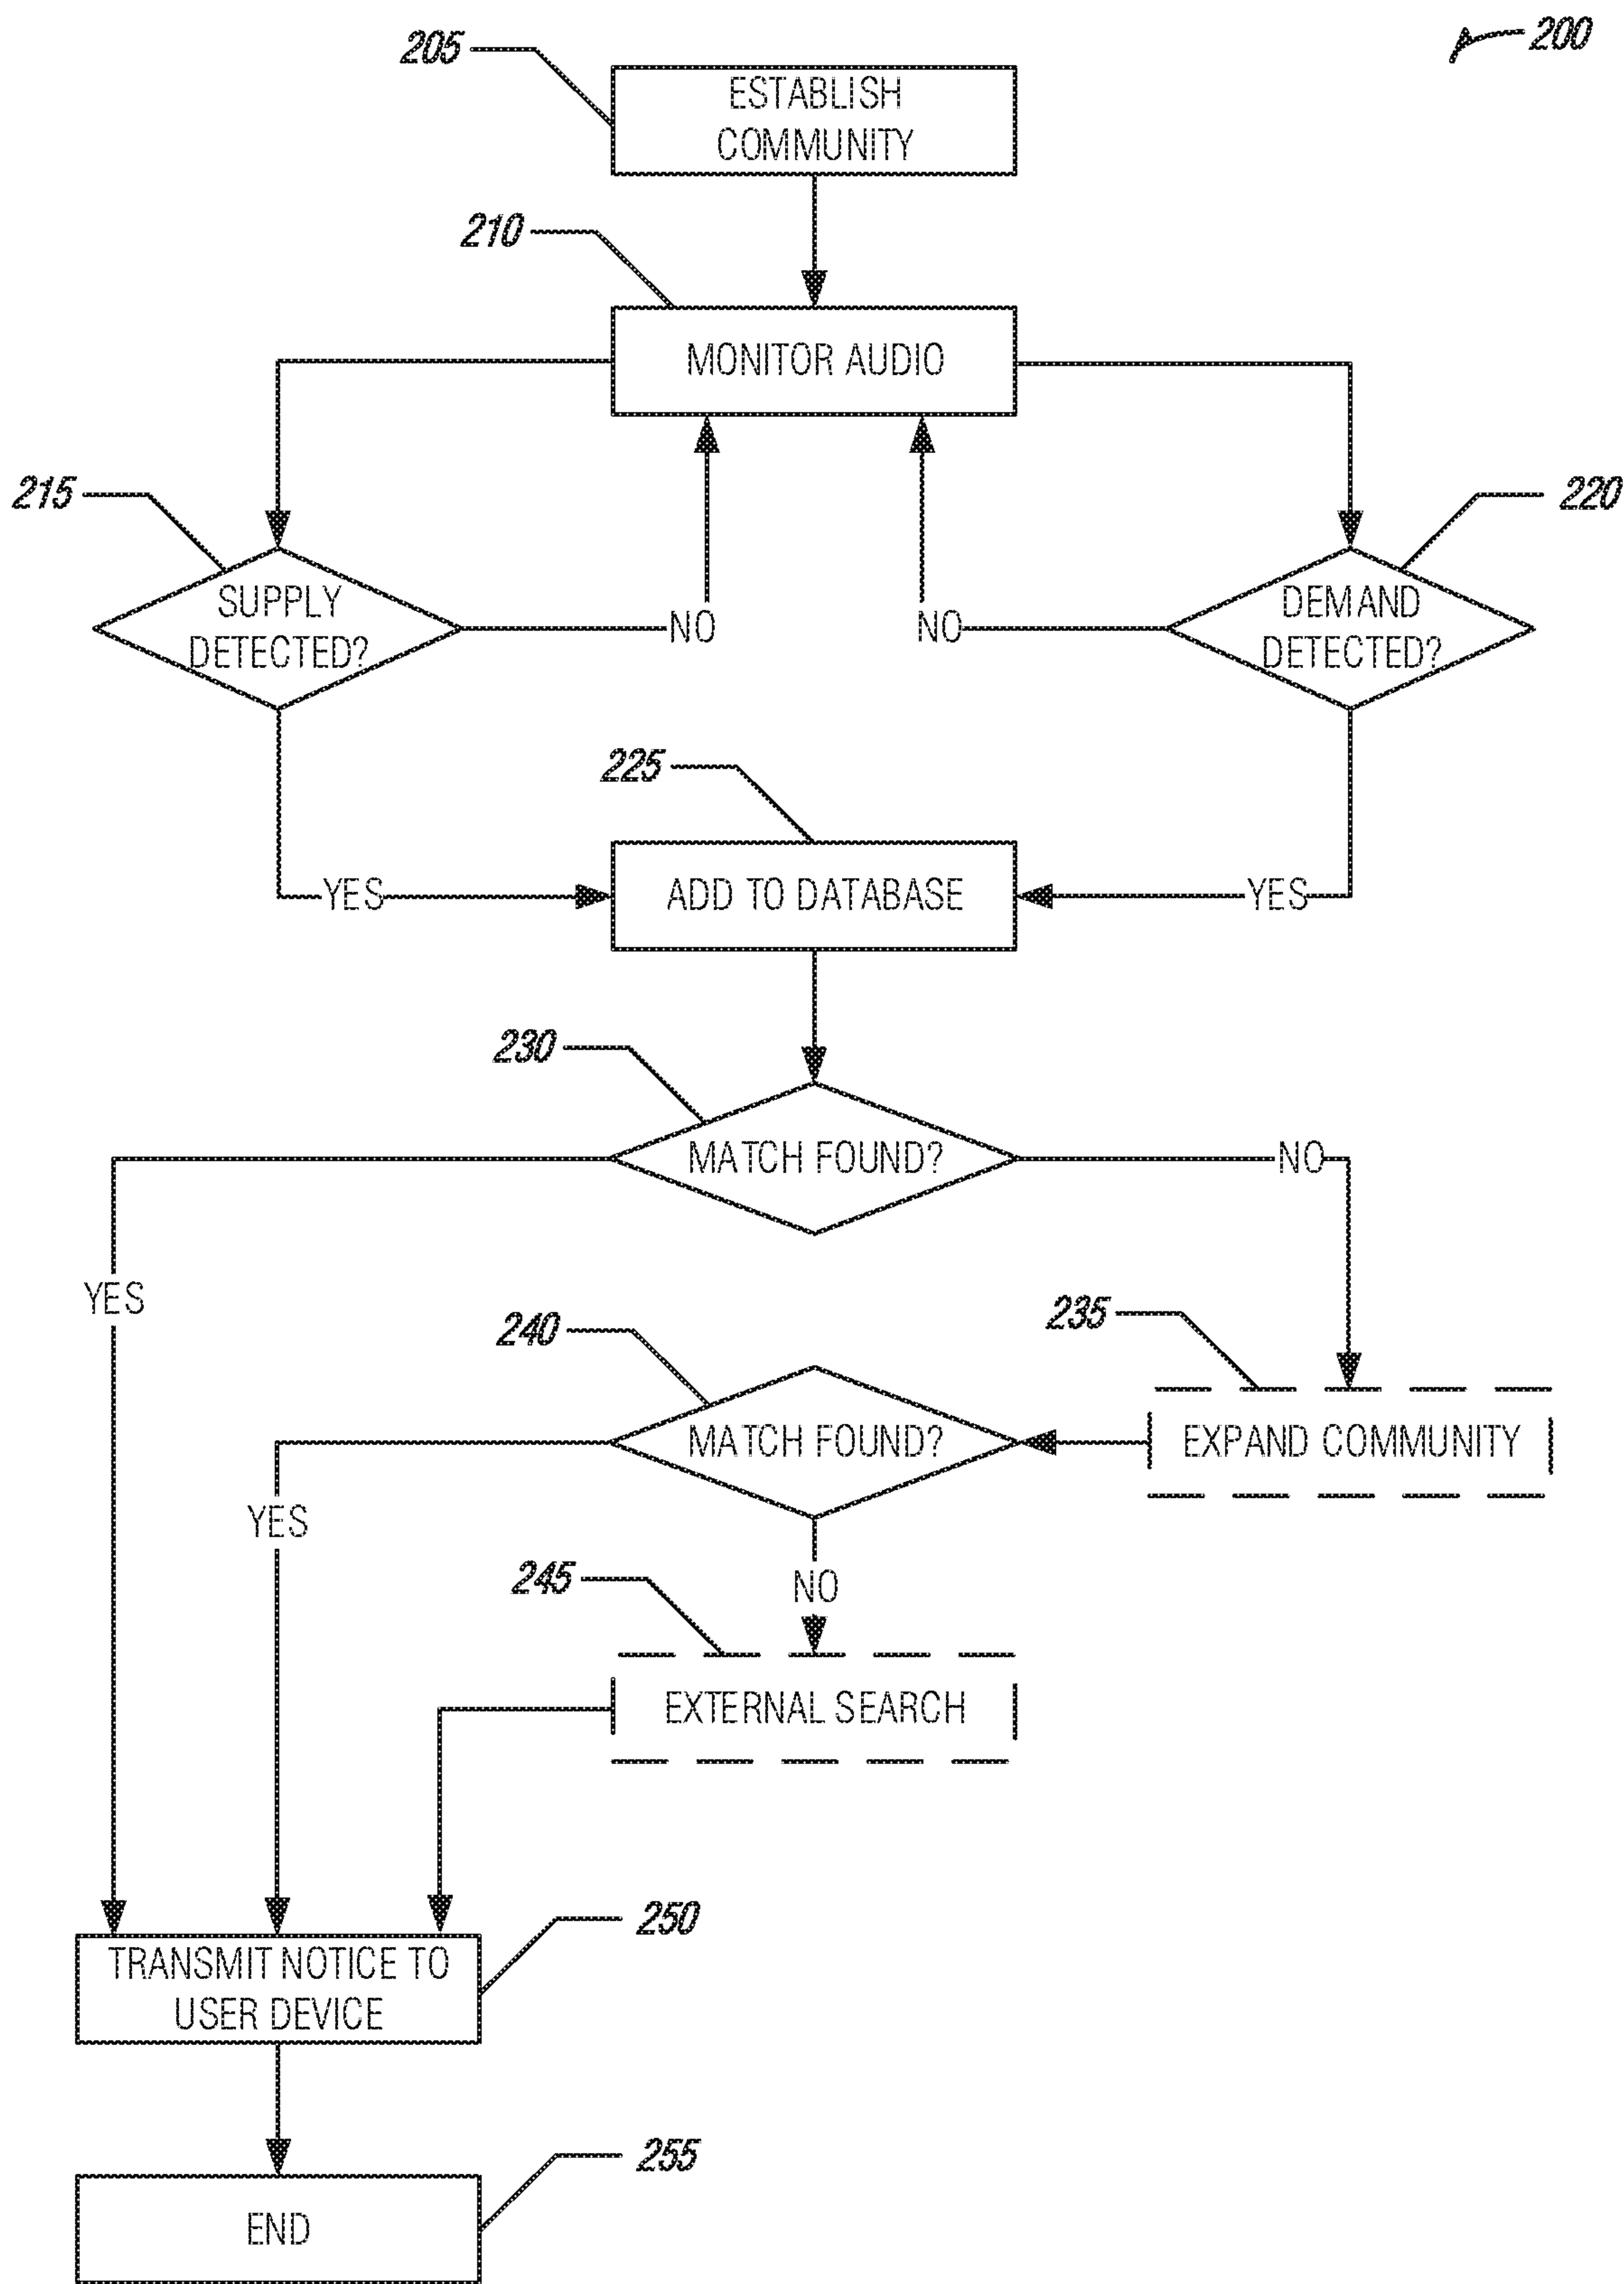 200
205
ESTABLISH
COMMUNITY
210
MONITOR AUDIO
215
SUPPLY
DETECTED?
NO
NO
220
DEMAND
DETECTED?
225
YES
ADD TO DATABASE
YES
230
MATCH FOUND?
NO
YES
235
240
MATCH FOUND?
EXPAND COMMUNITY
YES
NO
245
EXTERNAL SEARCH
250
TRANSMIT NOTICE TO
USER DEVICE
255
END